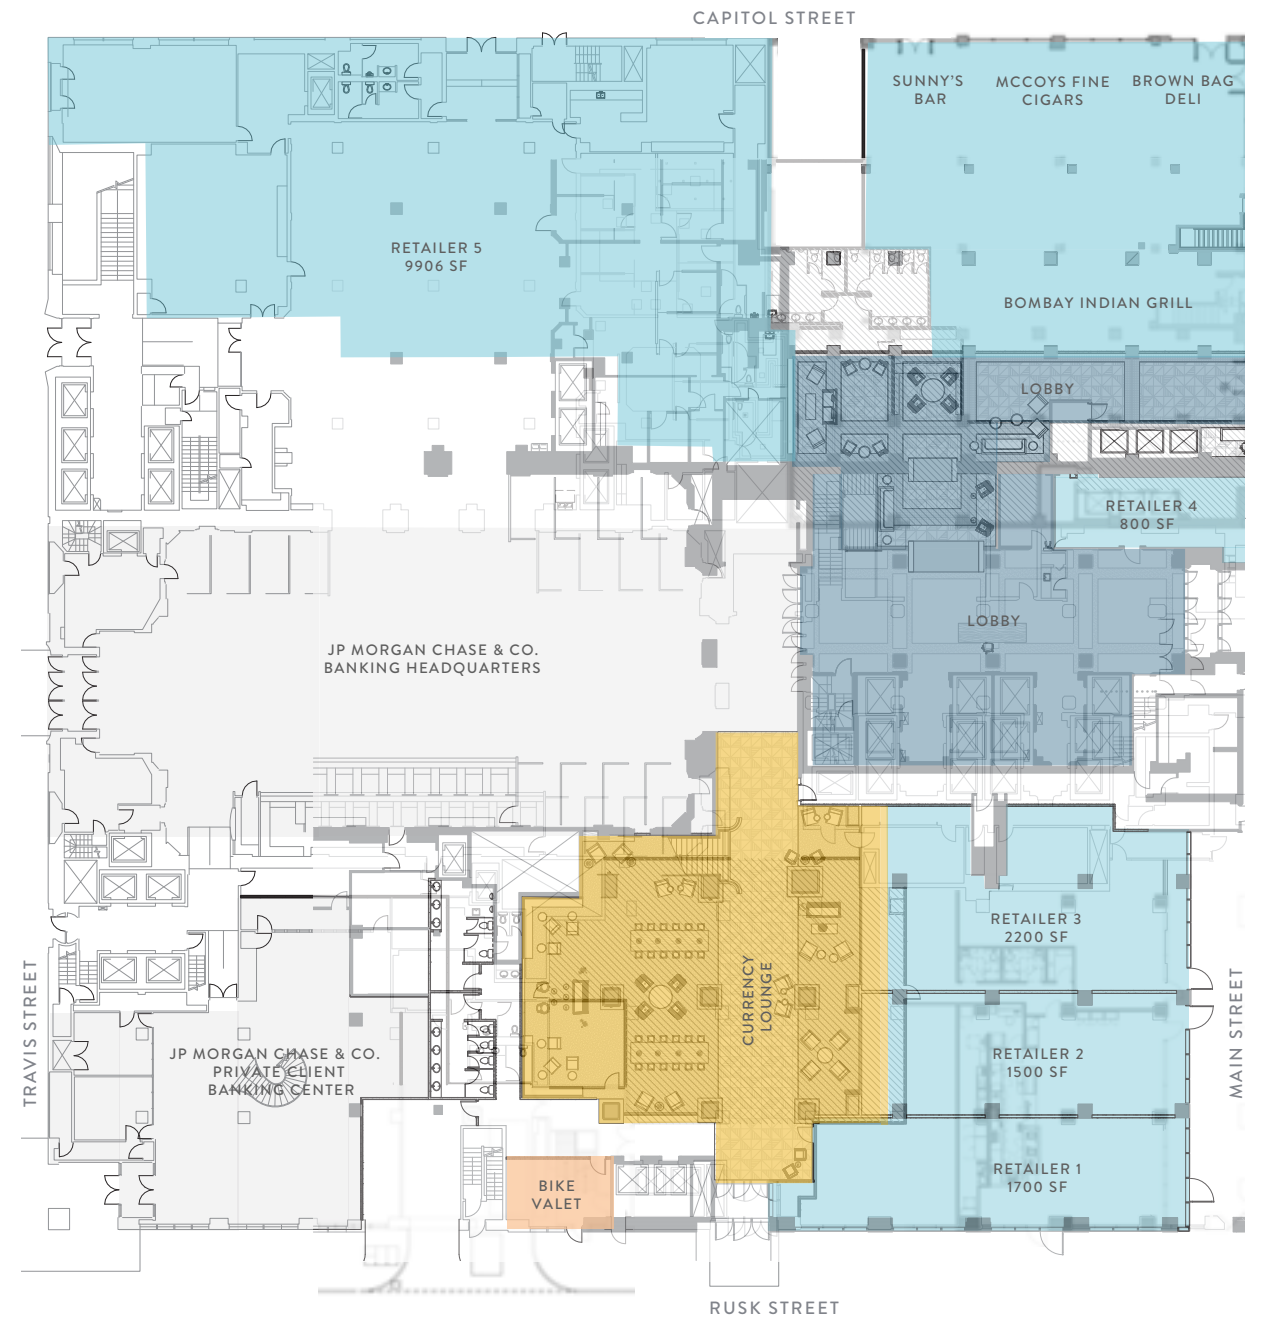 CAPITOL STREET
SUNNY'S
BAR
MCCOYS FINE
CIGARS
BROWN BAG
DELI
RETAILER 5
9906 SF
BOMBAY INDIAN GRILL
LOBBY
RETAILER 4
800 SF
LOBBY
JP MORGAN CHASE & CO.
BANKING HEADQUARTERS
RETAILER 3
2200 SF
CURRENCY
LOUNGE
TRAVIS STREET
MAIN STREET
JP MORGAN CHASE & CO.
PRIVATE CLIENT
BANKING CENTER
RETAILER 2
1500 SF
RETAILER 1
1700 SF
BIKE
VALET
RUSK STREET